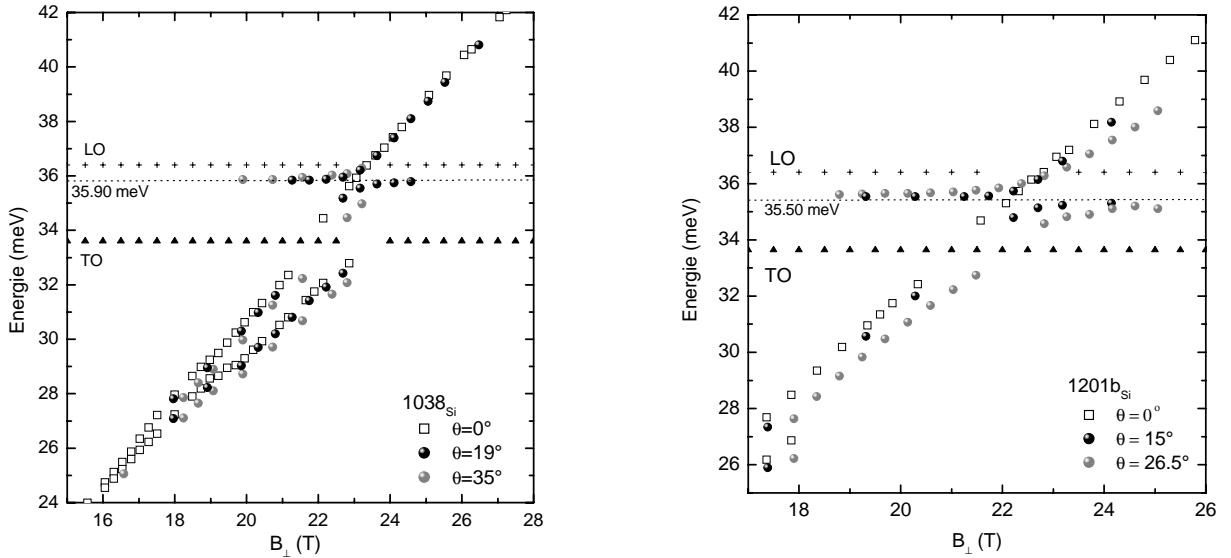 42
40
38
36
34
32
30
28
26
24
16 18 20 22 24 26 28
Energie (meV)
B⊥ (T)
LO
35.90 meV
TO
1038Si
θ=0°
θ=19°
θ=35°
42
40
38
36
34
32
30
28
26
18 20 22 24 26
Energie (meV)
B⊥ (T)
LO
35.50 meV
TO
1201bSi
θ = 0°
θ = 15°
θ = 26.5°